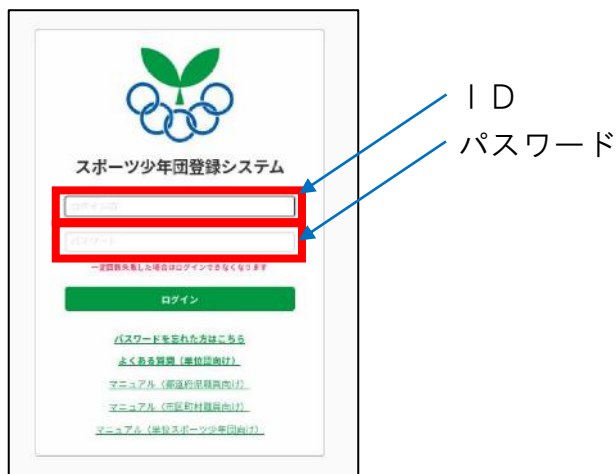 スポーツ少年団登録システム
ログインID
パスワード
一定回数失敗した場合はログインできなくなります
ログイン
パスワードを忘れた方はこちら
よくある質問（単位団向け）
マニュアル（都道府県職員向け）
マニュアル（市区町村職員向け）
マニュアル（単位スポーツ少年団向け）
ＩＤ
パスワード